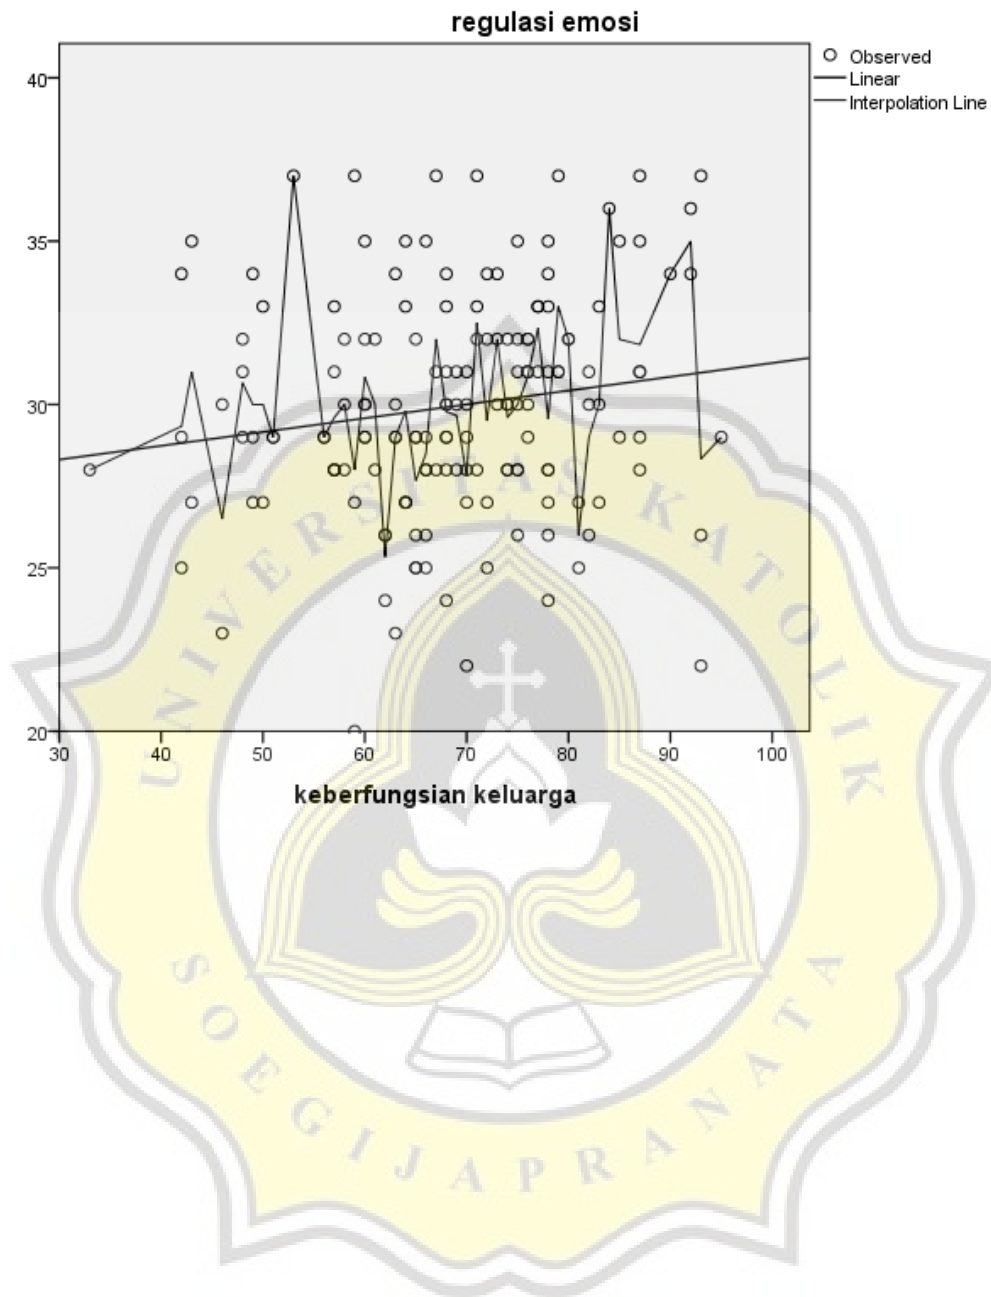 regulasi emosi
Observed
Linear
Interpolation Line
40
35
30
25
20
30 40 50 60 70 80 90 100
keberfungsian keluarga
UNIVERSITAS KATOLIK
SOEGIJAPRANATA